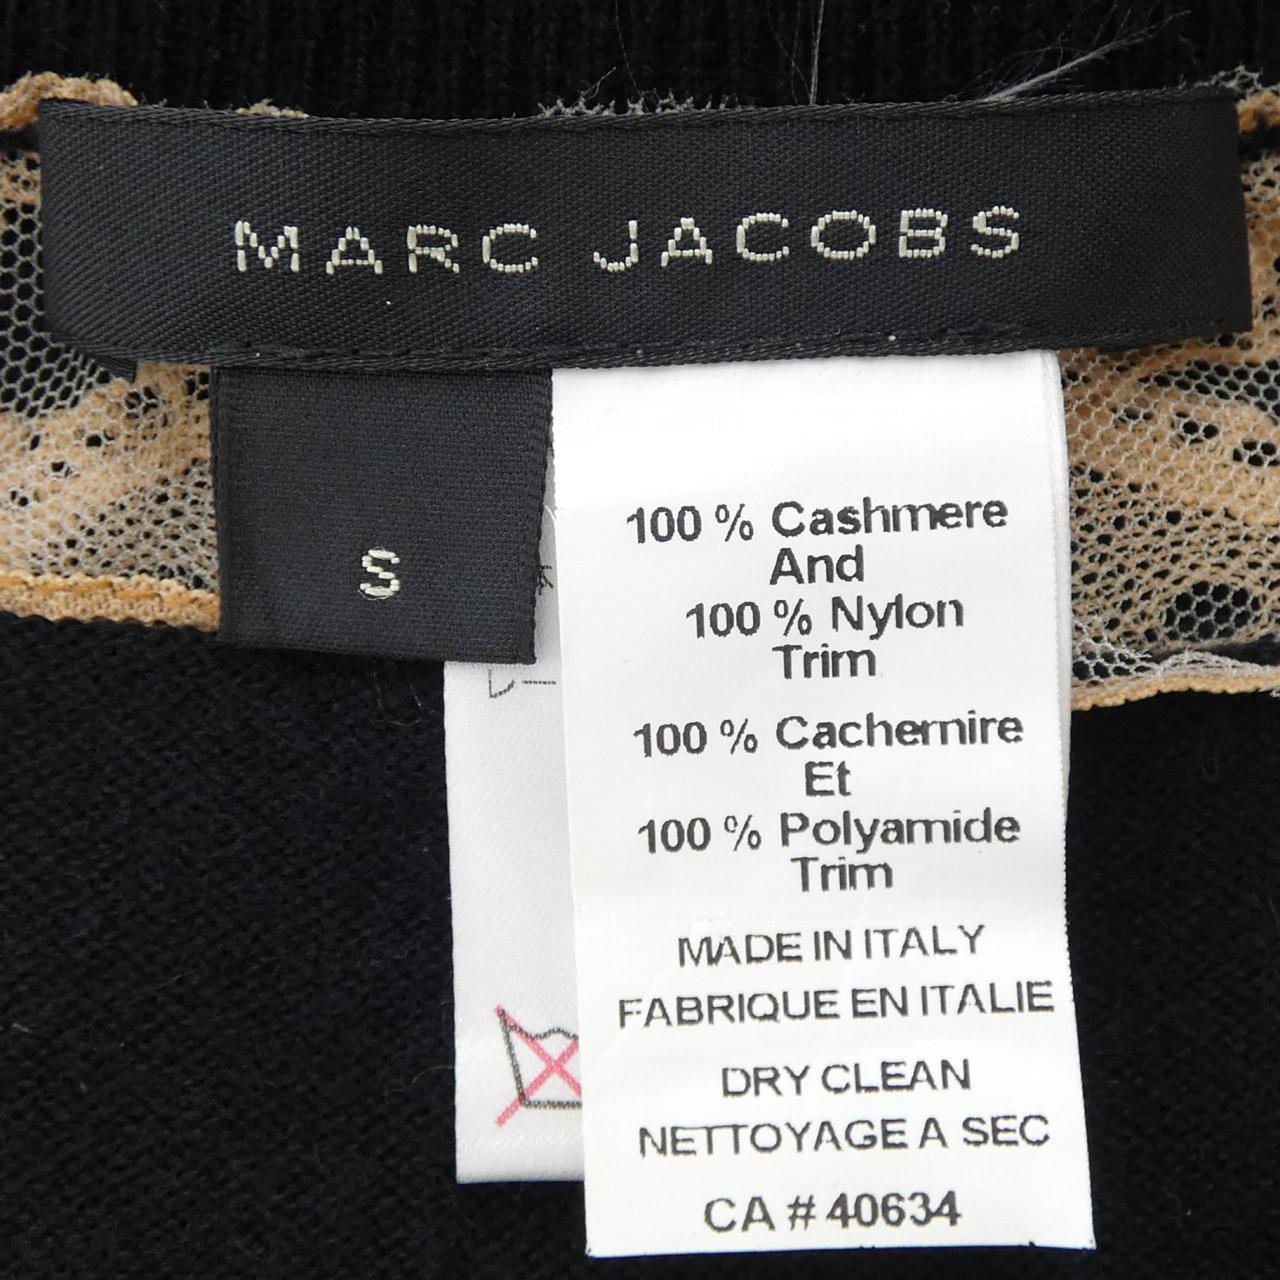 MARC JACOBS
S
100 % Cashmere
And
100 % Nylon
Trim
100 % Cachemire
Et
100 % Polyamide
Trim
MADE IN ITALY
FABRIQUE EN ITALIE
DRY CLEAN
NETTOYAGE A SEC
CA # 40634